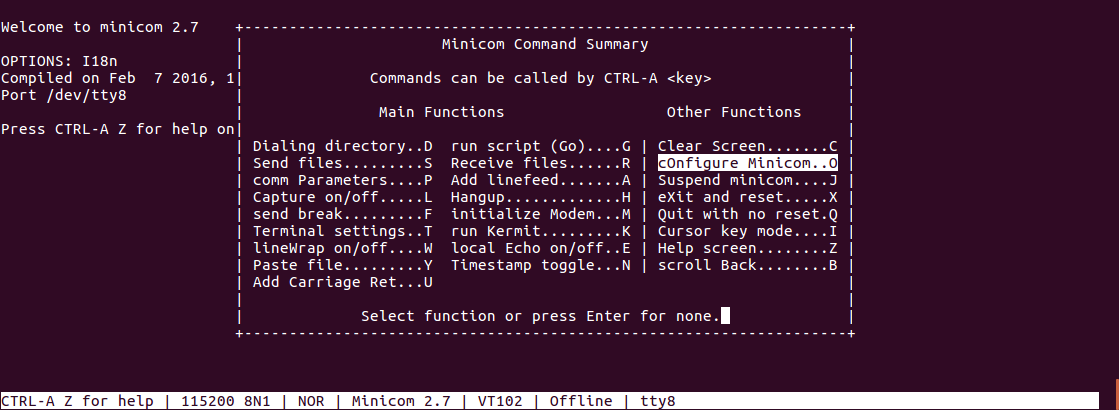 Welcome to minicom 2.7
OPTIONS: I18n
Compiled on Feb  7 2016, 1
Port /dev/tty8
Press CTRL-A Z for help on
Minicom Command Summary
Commands can be called by CTRL-A <key>
Main Functions Other Functions
Dialing directory..D run script (Go)....G | Clear Screen.......C
Send files.........S Receive files......R | cOnfigure Minicom..O
comm Parameters....P Add linefeed.......A | Suspend minicom....J
Capture on/off.....L Hangup.............H | eXit and reset.....X
send break.........F initialize Modem...M | Quit with no reset.Q
Terminal settings..T run Kermit.........K | Cursor key mode....I
lineWrap on/off....W local Echo on/off..E | Help screen........Z
Paste file.........Y Timestamp toggle...N | scroll Back........B
Add Carriage Ret...U
Select function or press Enter for none.
CTRL-A Z for help | 115200 8N1 | NOR | Minicom 2.7 | VT102 | Offline | tty8